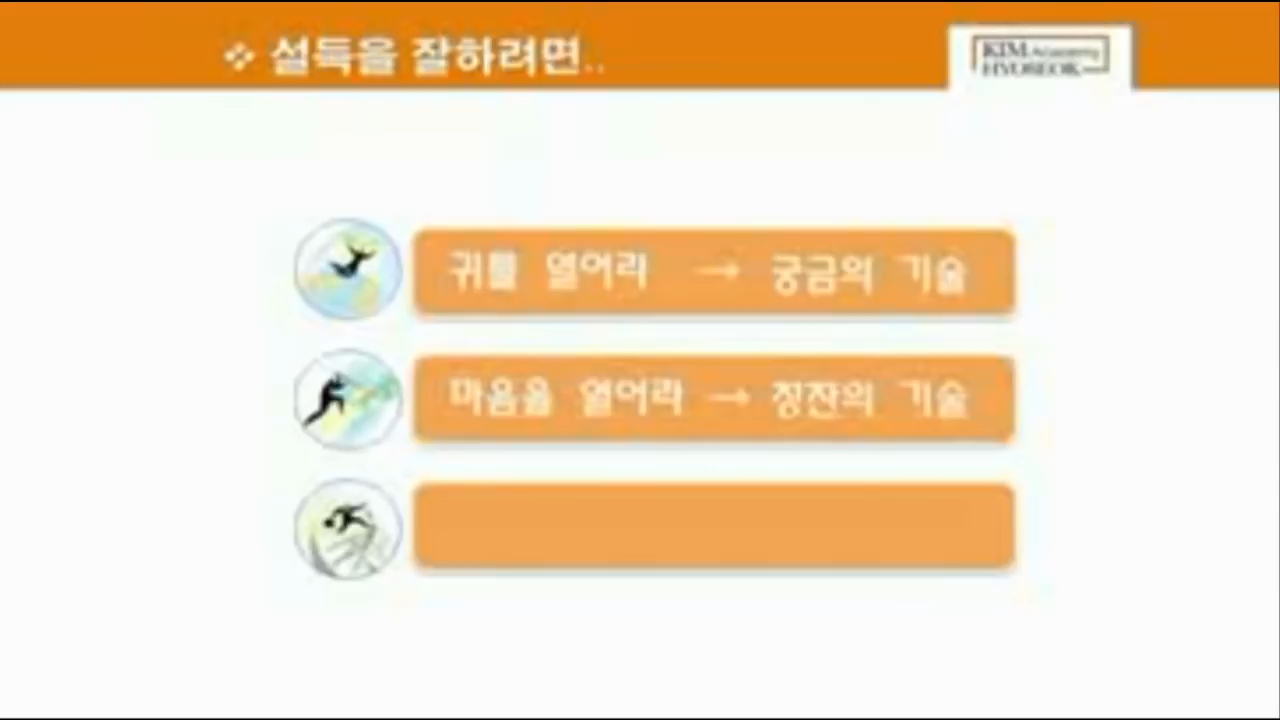 ❖ 설득을 잘하려면..
KIM Academy
HYOSEOK
귀를 열어라 → 궁금의 기술
마음을 열어라 → 칭찬의 기술